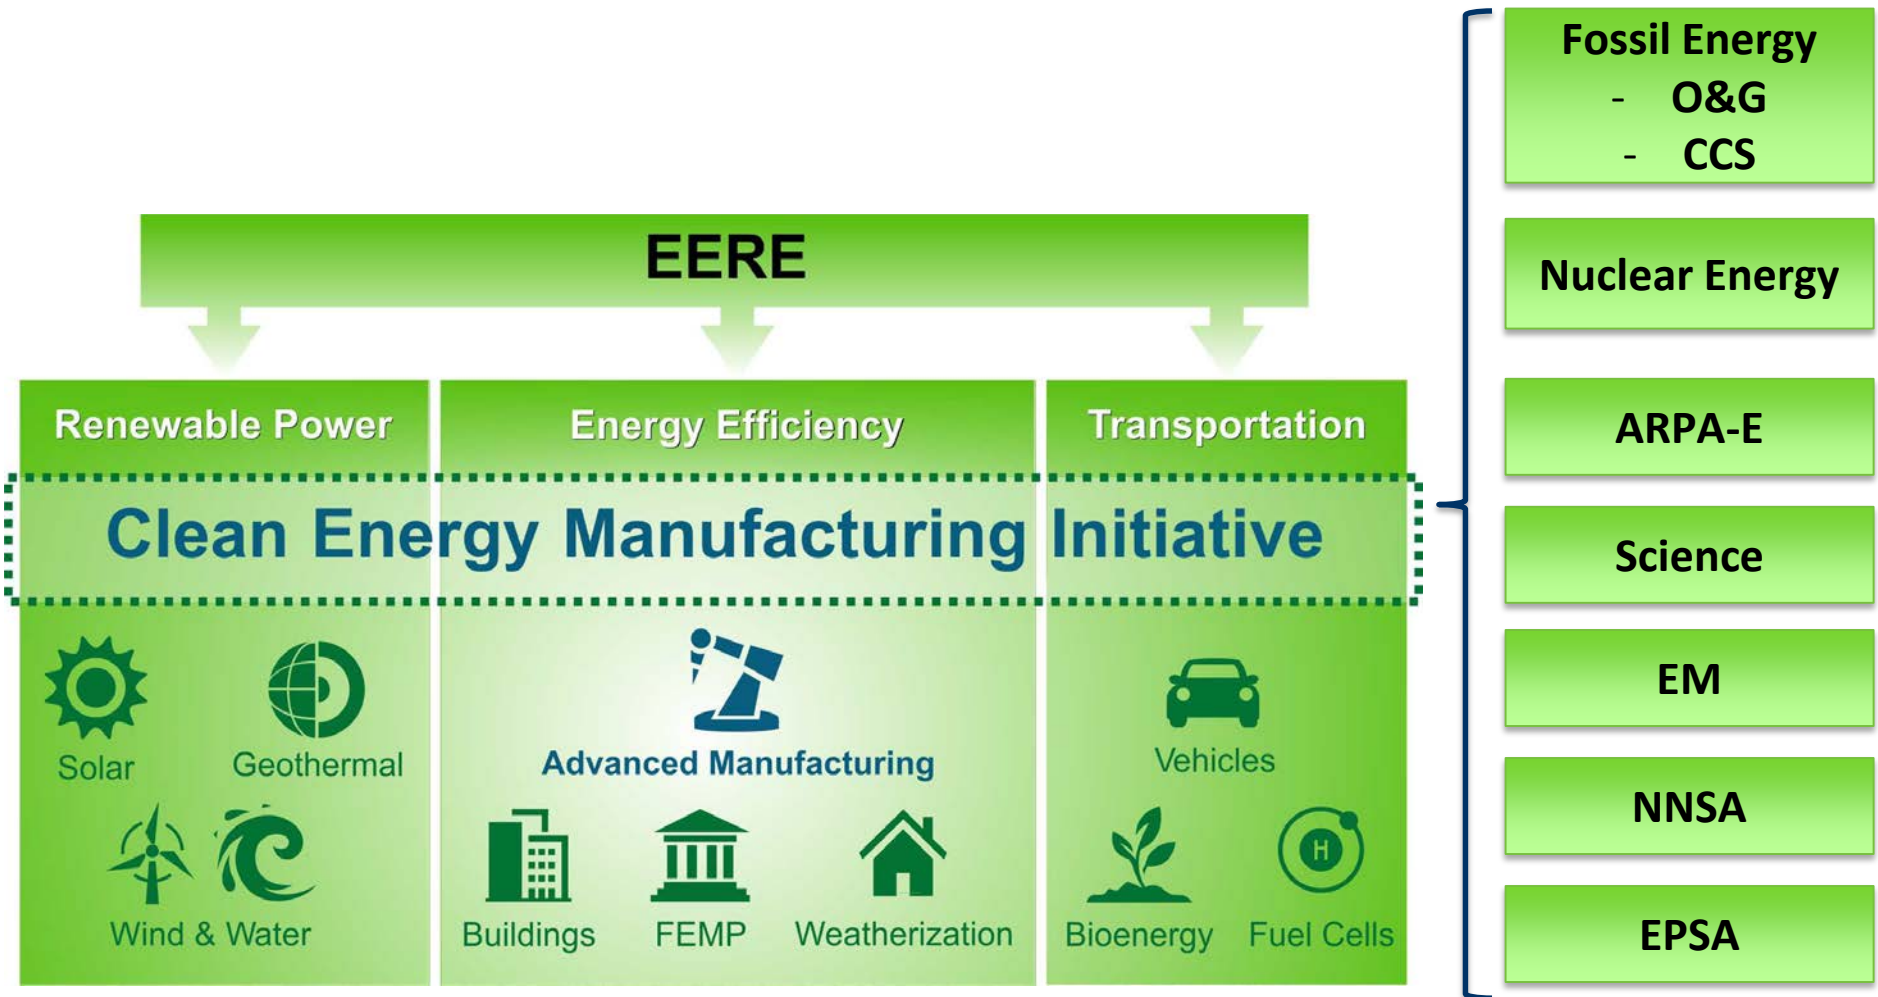 EERE
Renewable Power
Energy Efficiency
Transportation
Clean Energy Manufacturing Initiative
Solar
Geothermal
Wind & Water
Advanced Manufacturing
Buildings
FEMP
Weatherization
Vehicles
Bioenergy
H
Fuel Cells
Fossil Energy
- O&G
- CCS
Nuclear Energy
ARPA-E
Science
EM
NNSA
EPSA